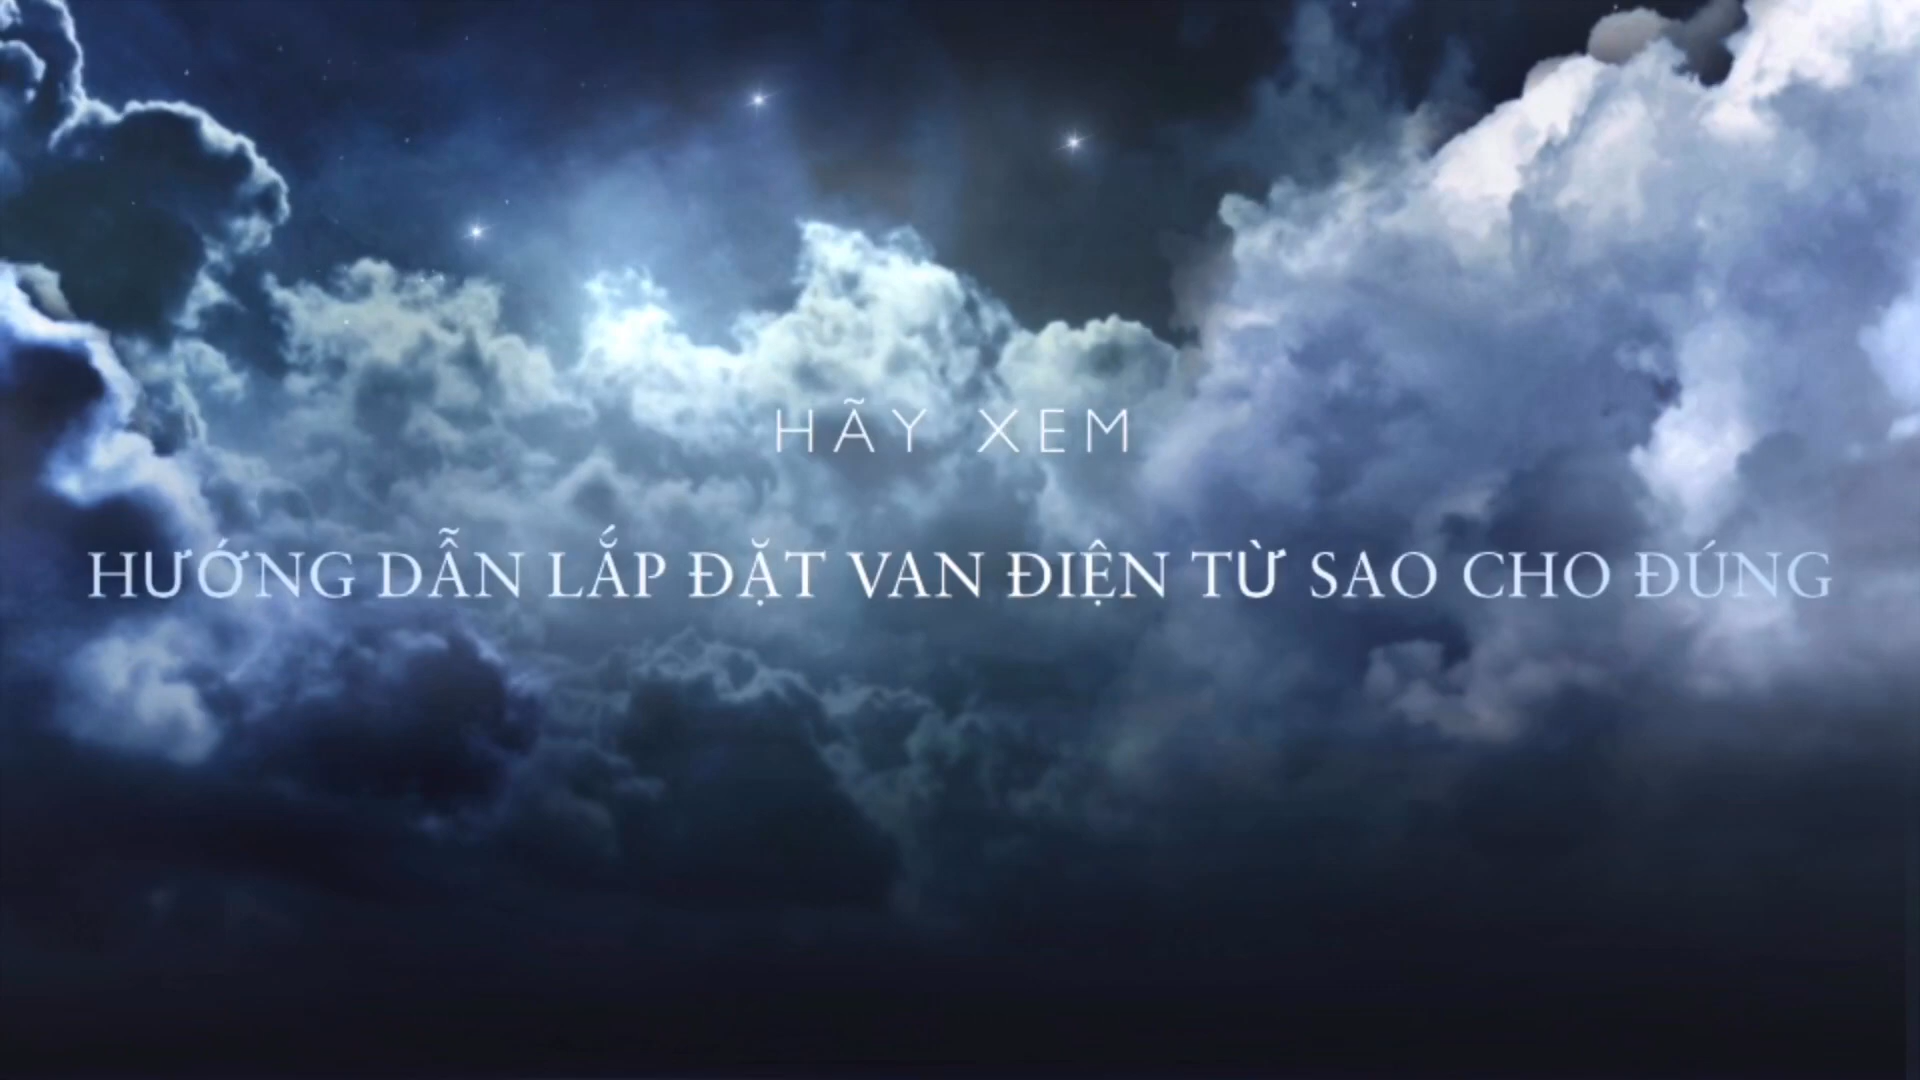 HÃY XEM
HƯỚNG DẪN LẮP ĐẶT VAN ĐIỆN TỪ SAO CHO ĐÚNG